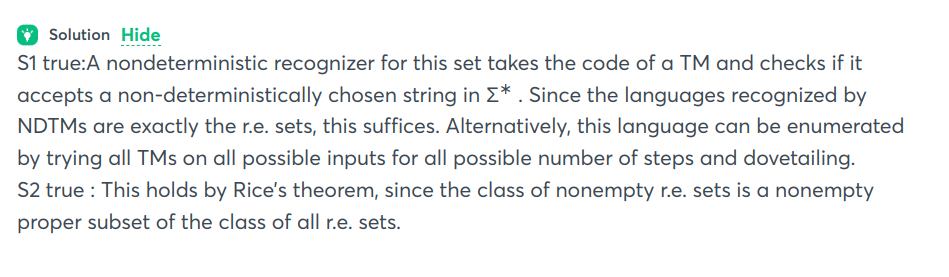 Solution Hide
S1 true:A nondeterministic recognizer for this set takes the code of a TM and checks if it
accepts a non-deterministically chosen string in Σ* . Since the languages recognized by
NDTMs are exactly the r.e. sets, this suffices. Alternatively, this language can be enumerated
by trying all TMs on all possible inputs for all possible number of steps and dovetailing.
S2 true : This holds by Rice's theorem, since the class of nonempty r.e. sets is a nonempty
proper subset of the class of all r.e. sets.